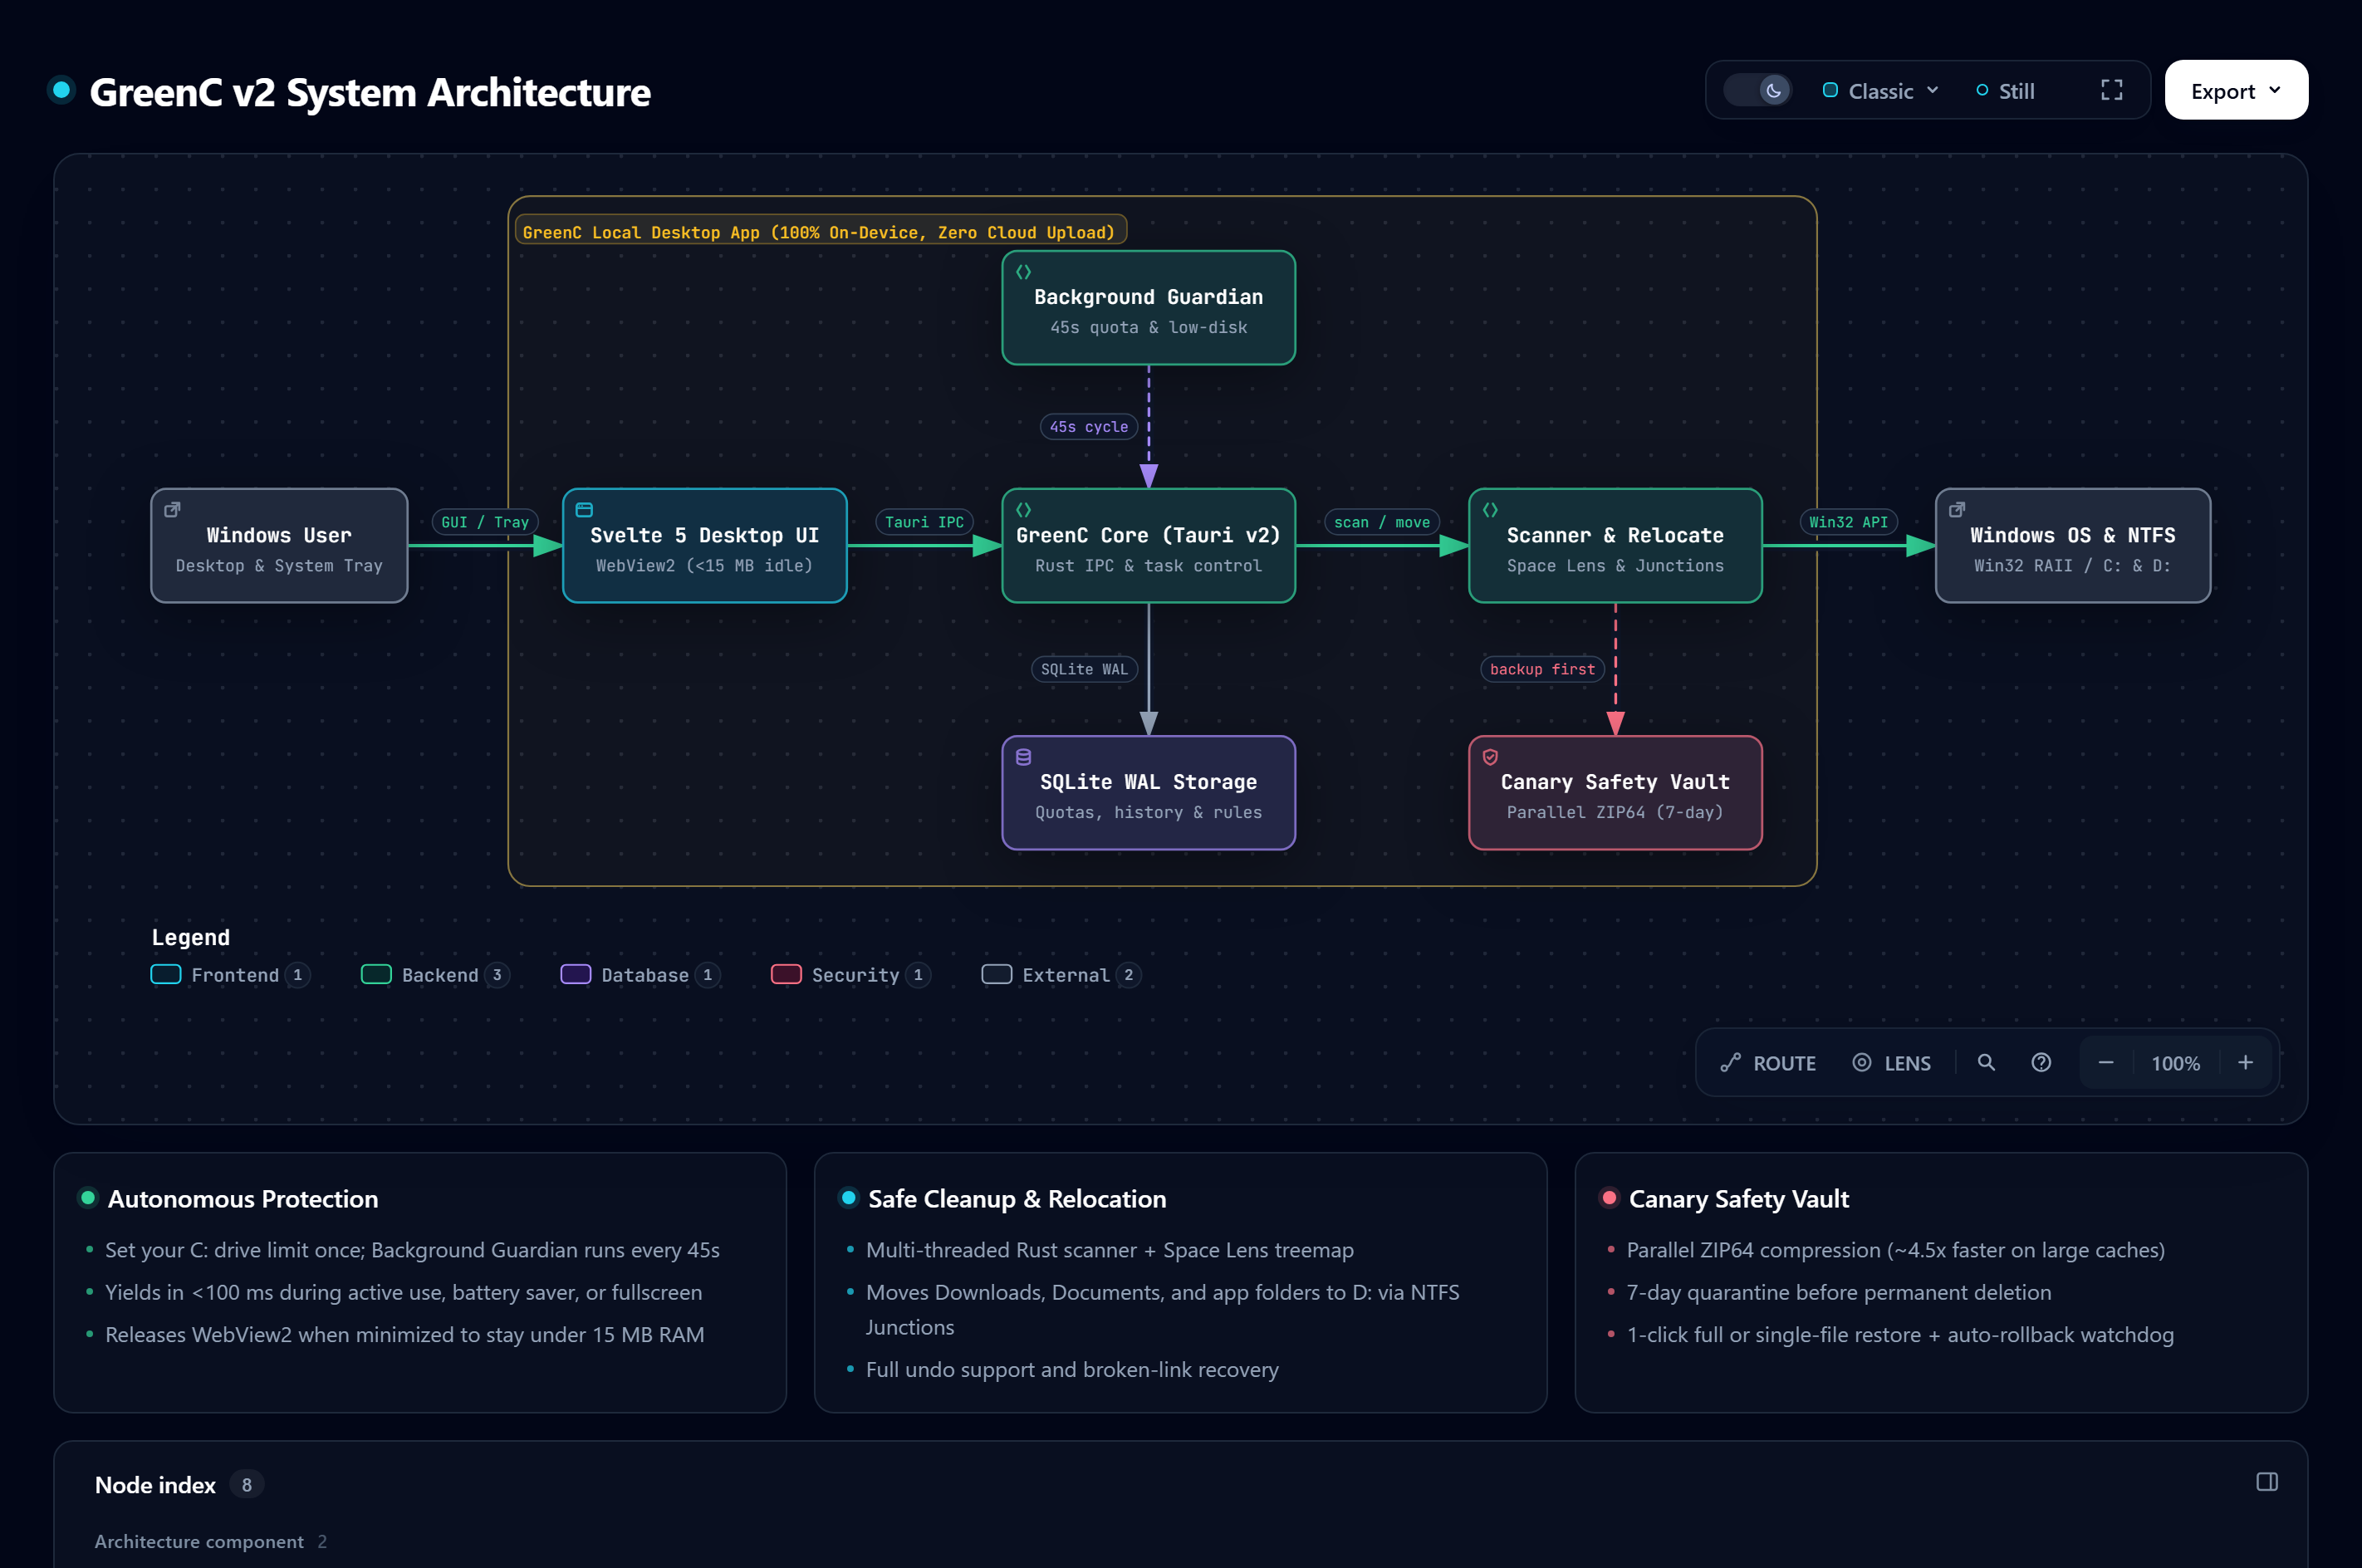 GreenC v2 System Architecture
Classic
Still
Export
GreenC Local Desktop App (100% On-Device, Zero Cloud Upload)
Background Guardian
45s quota & low-disk
45s cycle
Windows User
Desktop & System Tray
GUI / Tray
Svelte 5 Desktop UI
WebView2 (<15 MB idle)
Tauri IPC
GreenC Core (Tauri v2)
Rust IPC & task control
scan / move
Scanner & Relocate
Space Lens & Junctions
Win32 API
Windows OS & NTFS
Win32 RAII / C: & D:
SQLite WAL
backup first
SQLite WAL Storage
Quotas, history & rules
Canary Safety Vault
Parallel ZIP64 (7-day)
Legend
Frontend 1
Backend 3
Database 1
Security 1
External 2
ROUTE
LENS
100%
Autonomous Protection
Set your C: drive limit once; Background Guardian runs every 45s
Yields in <100 ms during active use, battery saver, or fullscreen
Releases WebView2 when minimized to stay under 15 MB RAM
Safe Cleanup & Relocation
Multi-threaded Rust scanner + Space Lens treemap
Moves Downloads, Documents, and app folders to D: via NTFS
Junctions
Full undo support and broken-link recovery
Canary Safety Vault
Parallel ZIP64 compression (~4.5x faster on large caches)
7-day quarantine before permanent deletion
1-click full or single-file restore + auto-rollback watchdog
Node index 8
Architecture component 2